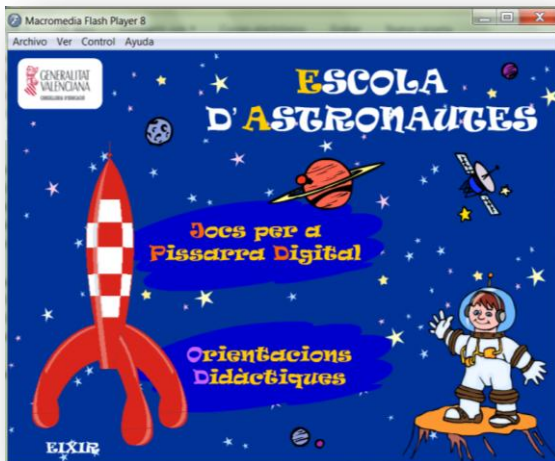 Macromedia Flash Player 8
Archivo Ver Control Ayuda
GENERALITAT
VALENCIANA
ESCOLA
D'ASTRONAUTES
Jocs per a
Pissarra Digital
Orientacions
Didàctiques
EIXIR